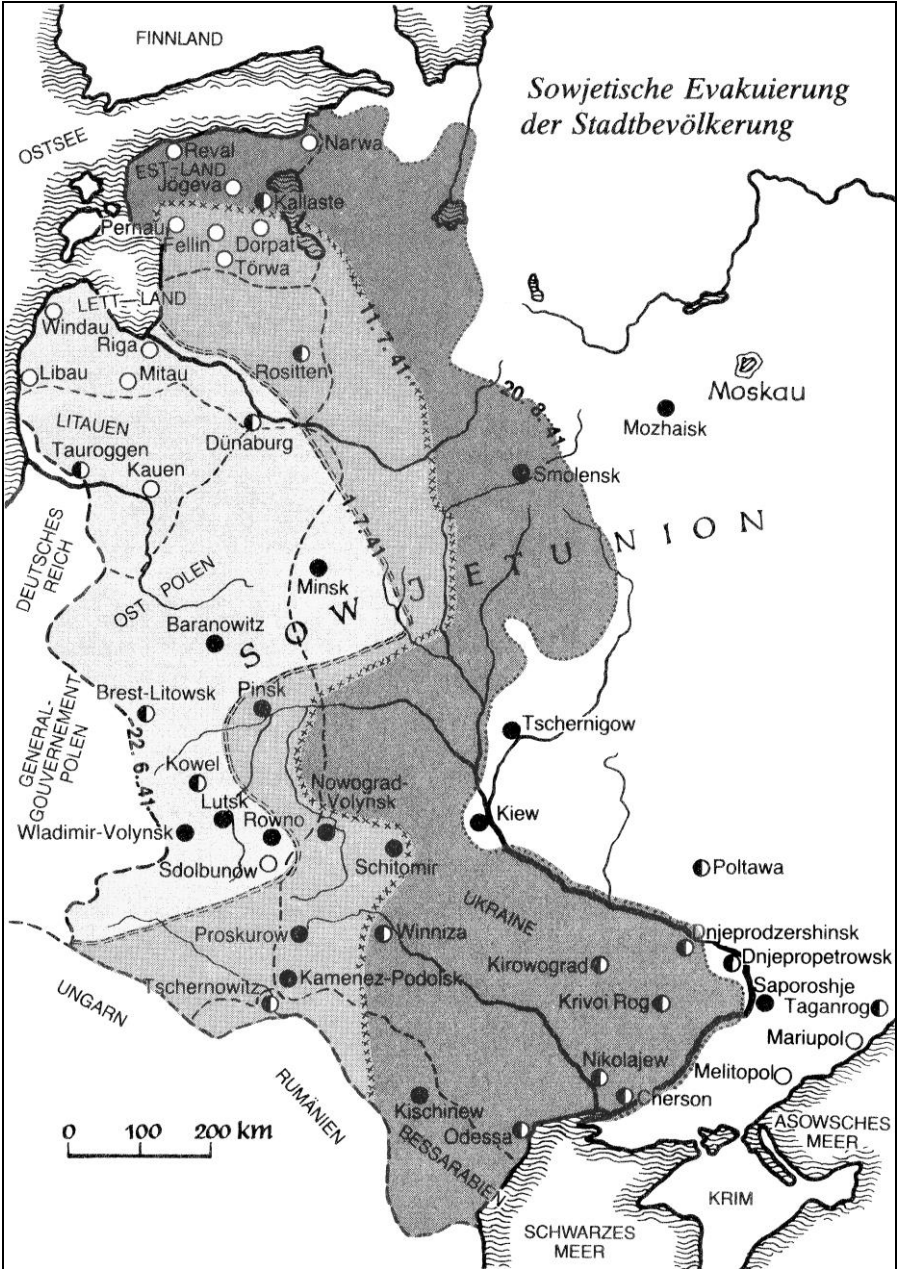 FINNLAND
Sowjetische Evakuierung
der Stadtbevölkerung
OSTSEE
Reval
Narwa
EST-LAND
Jögeva
Kallaste
Pernau
Fellin
Dorpat
Törwa
LETT-LAND
Windau
Riga
11.7.41
Rositten
Libau
Mitau
Moskau
20.8.41
Mozhaisk
LITAUEN
Dünaburg
Tauroggen
Kauen
Smolensk
1.7.41
DEUTSCHES
REICH
OST POLEN
Minsk
SOWJETUNION
Baranowitz
Brest-Litowsk
Pinsk
GENERAL-
GOUVERNEMENT
POLEN
22.6.41
Tschernigow
Kowel
Nowograd-
Volynsk
Lutsk
Rowno
Kiew
Wladimir-Volynsk
Sdolbunow
Schitomir
Poltawa
UKRAINE
Proskurow
Winniza
Dnjeprodzershinsk
Kirowograd
Dnjepropetrowsk
Tschernowitz
Kamenez-Podolsk
Krivoi Rog
Saporoshje
Taganrog
UNGARN
Mariupol
Nikolajew
Melitopol
RUMÄNIEN
Kischinew
Cherson
0 100 200 km
Odessa
BESSARABIEN
ASOWSCHES
MEER
KRIM
SCHWARZES
MEER